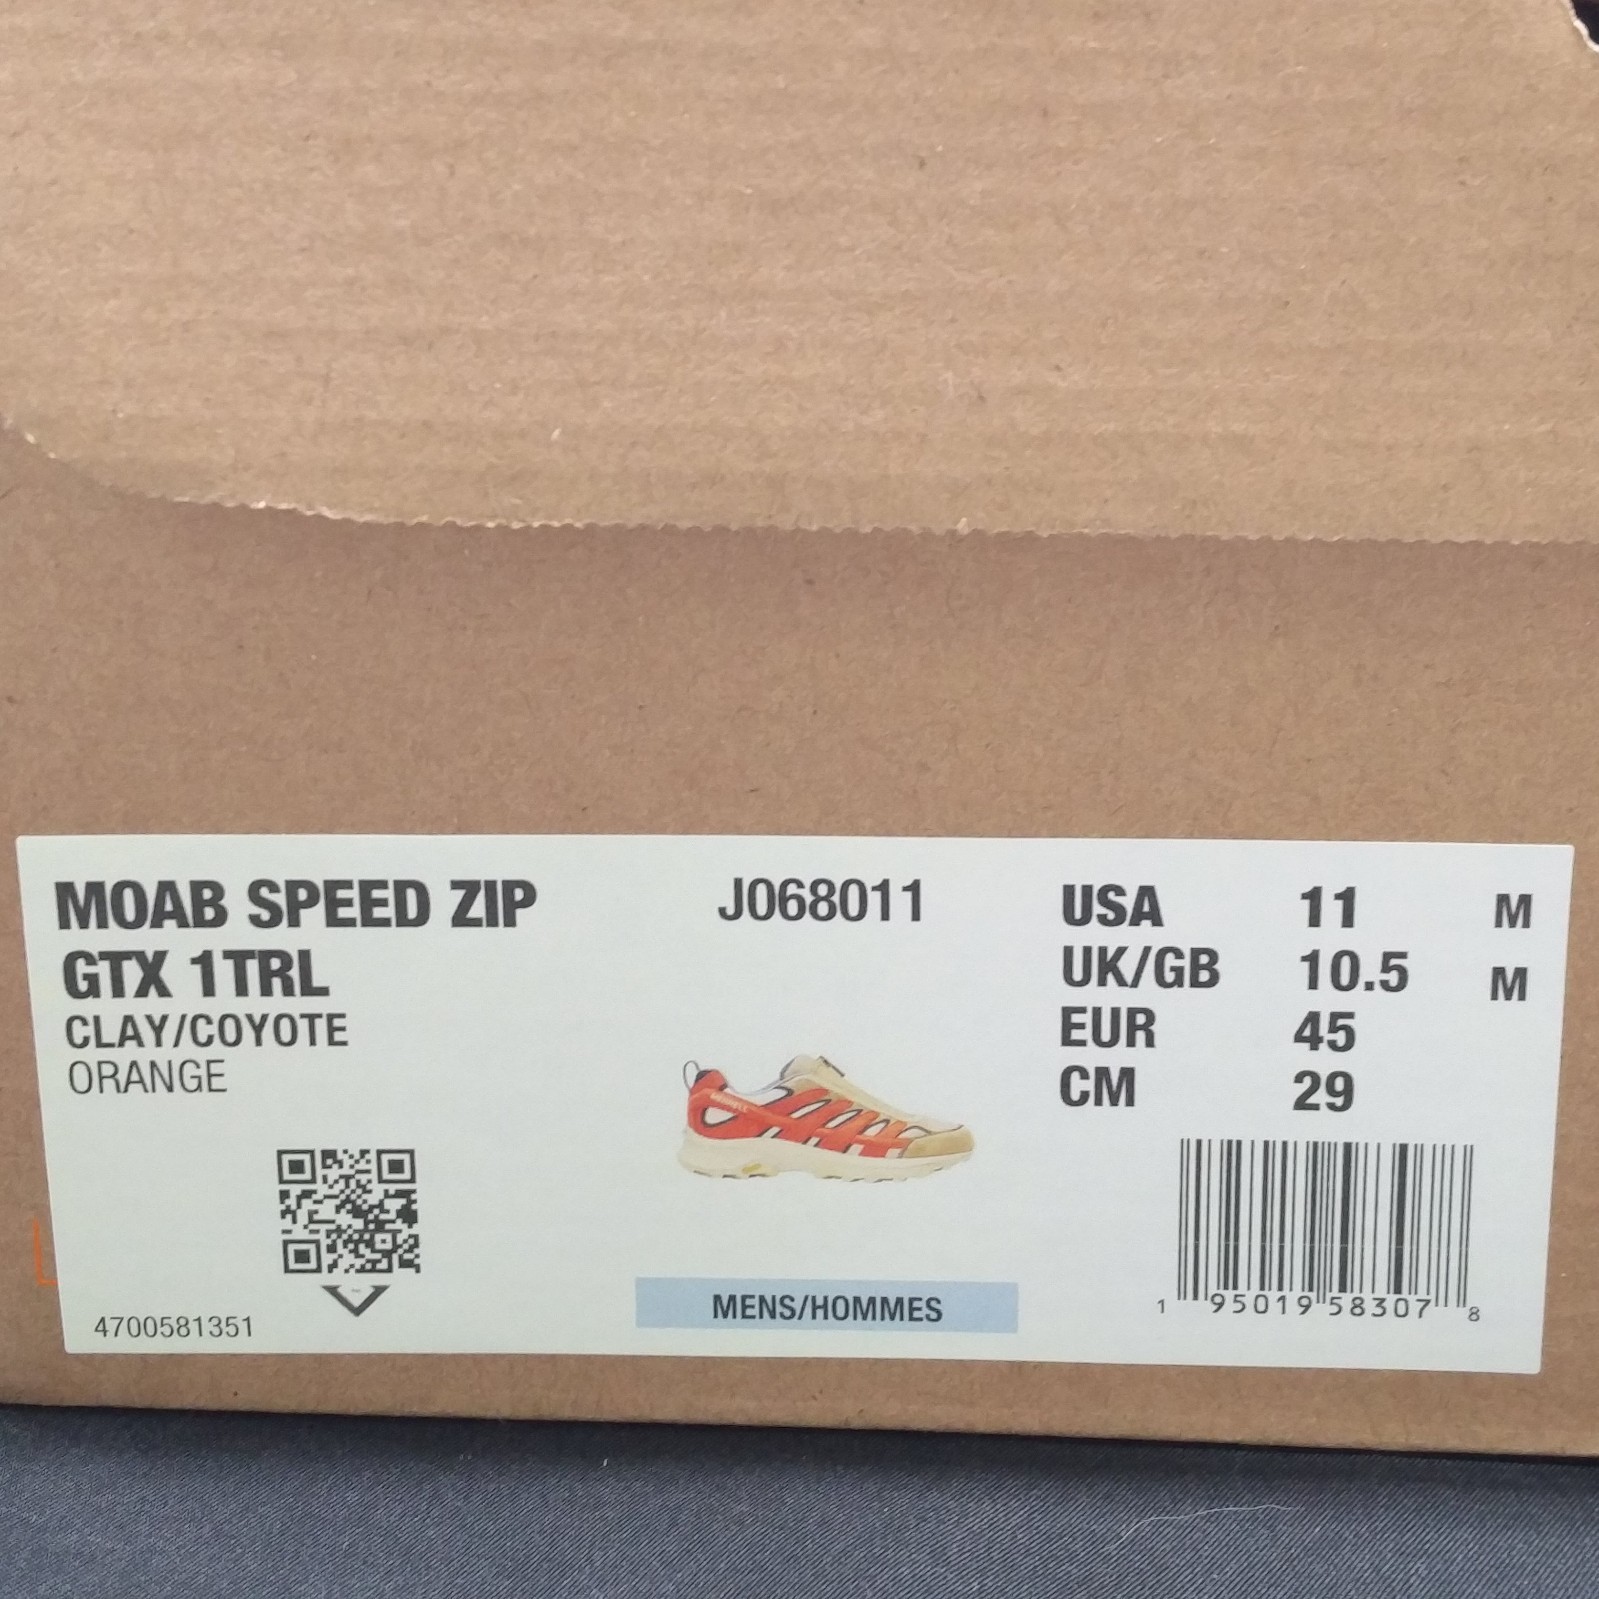 MOAB SPEED ZIP
GTX 1TRL
CLAY/COYOTE
ORANGE
4700581351
J068011
MERRELL
MENS/HOMMES
USA 11 M
UK/GB 10.5 M
EUR 45
CM 29
1 95019 58307 8